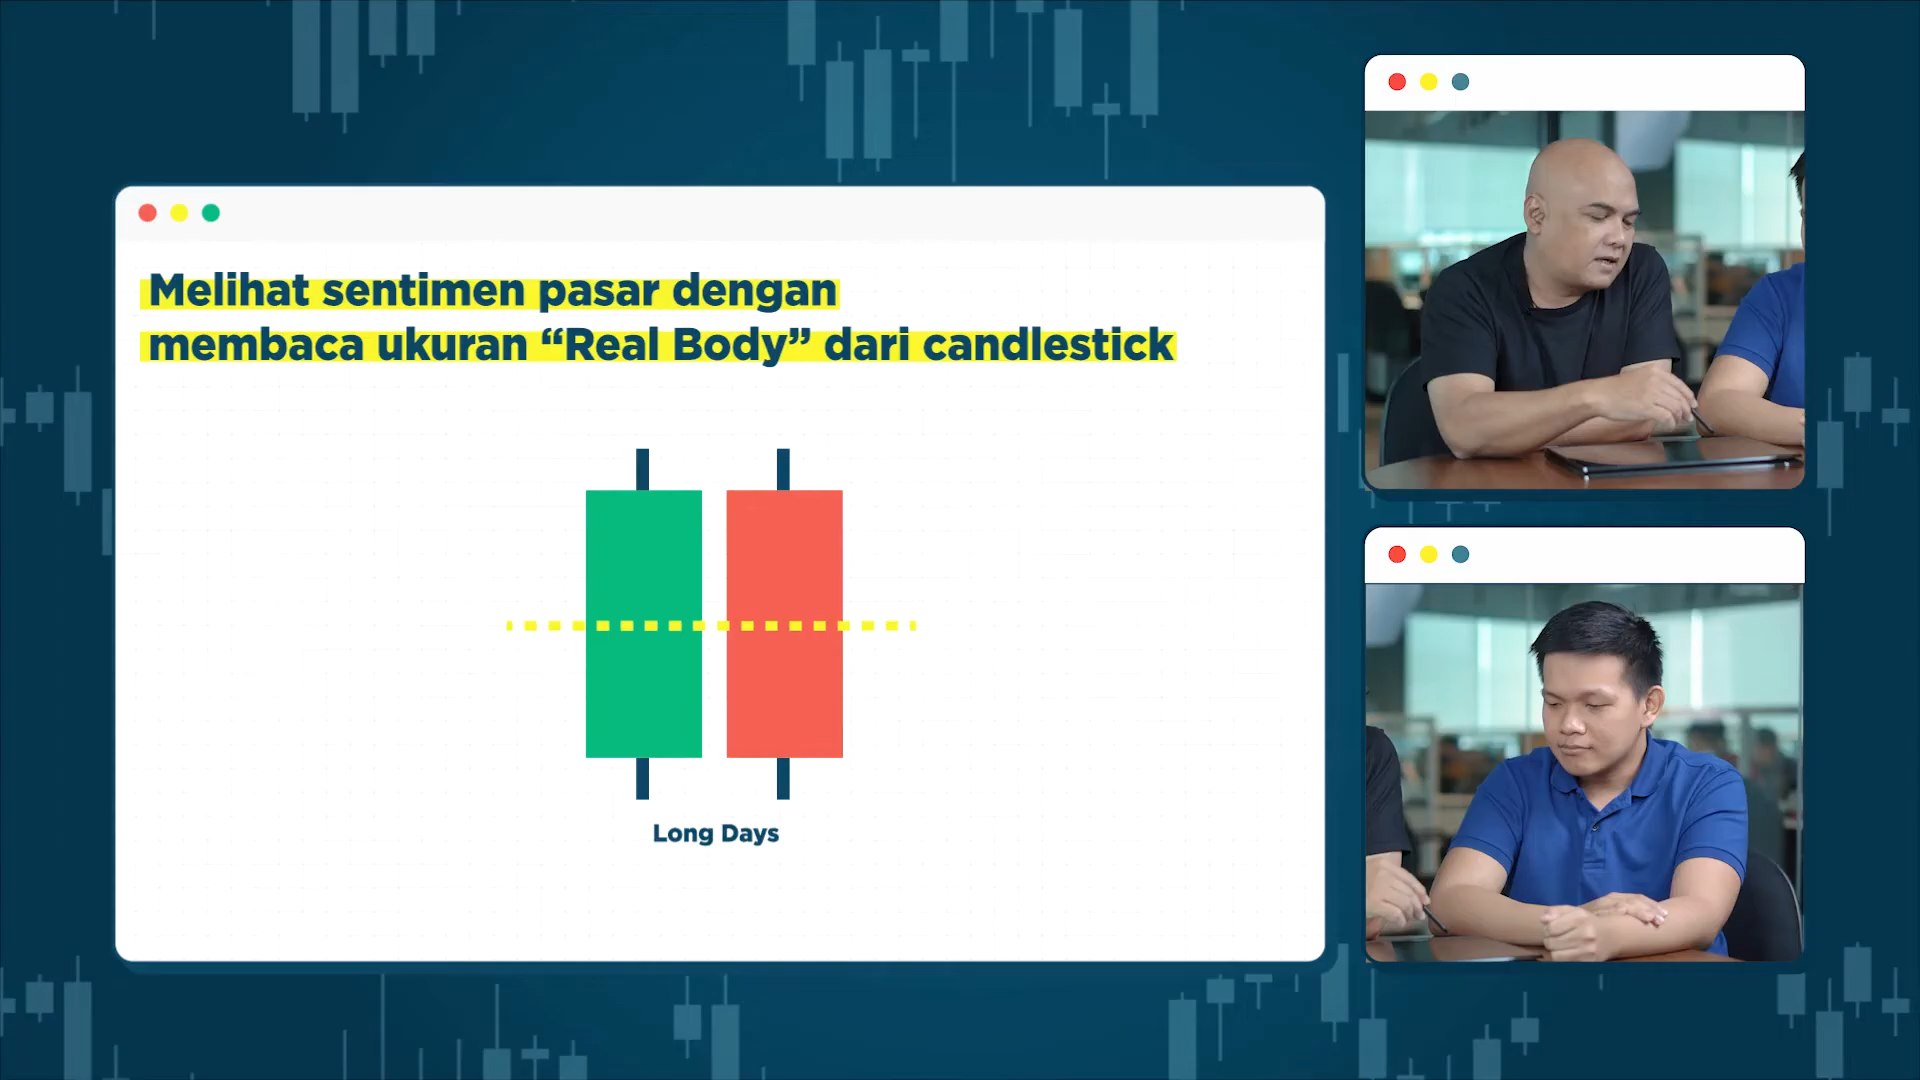 Melihat sentimen pasar dengan
membaca ukuran “Real Body” dari candlestick
Long Days